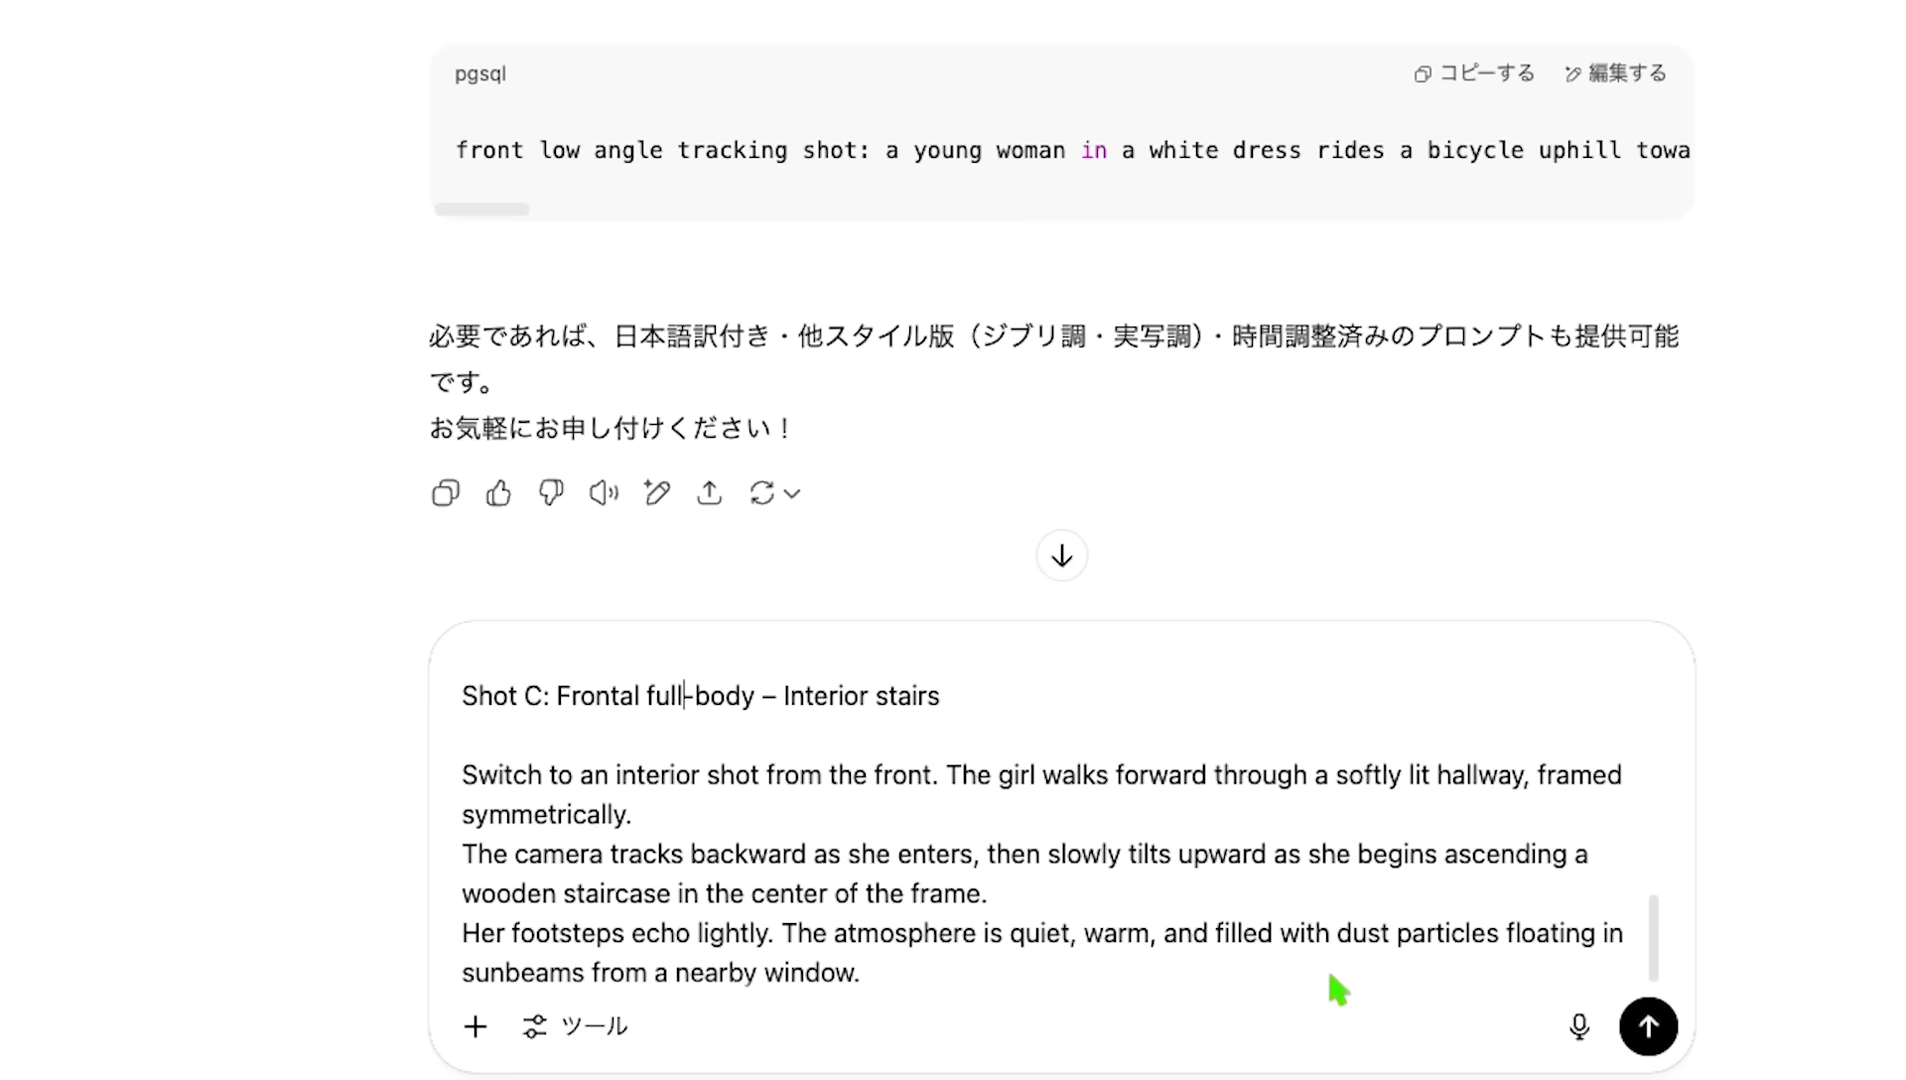 pgsql
コピーする
編集する
front low angle tracking shot: a young woman in a white dress rides a bicycle uphill towa
必要であれば、日本語訳付き・他スタイル版（ジブリ調・実写調）・時間調整済みのプロンプトも提供可能
です。
お気軽にお申し付けください！
Shot C: Frontal full-body – Interior stairs
Switch to an interior shot from the front. The girl walks forward through a softly lit hallway, framed
symmetrically.
The camera tracks backward as she enters, then slowly tilts upward as she begins ascending a
wooden staircase in the center of the frame.
Her footsteps echo lightly. The atmosphere is quiet, warm, and filled with dust particles floating in
sunbeams from a nearby window.
ツール